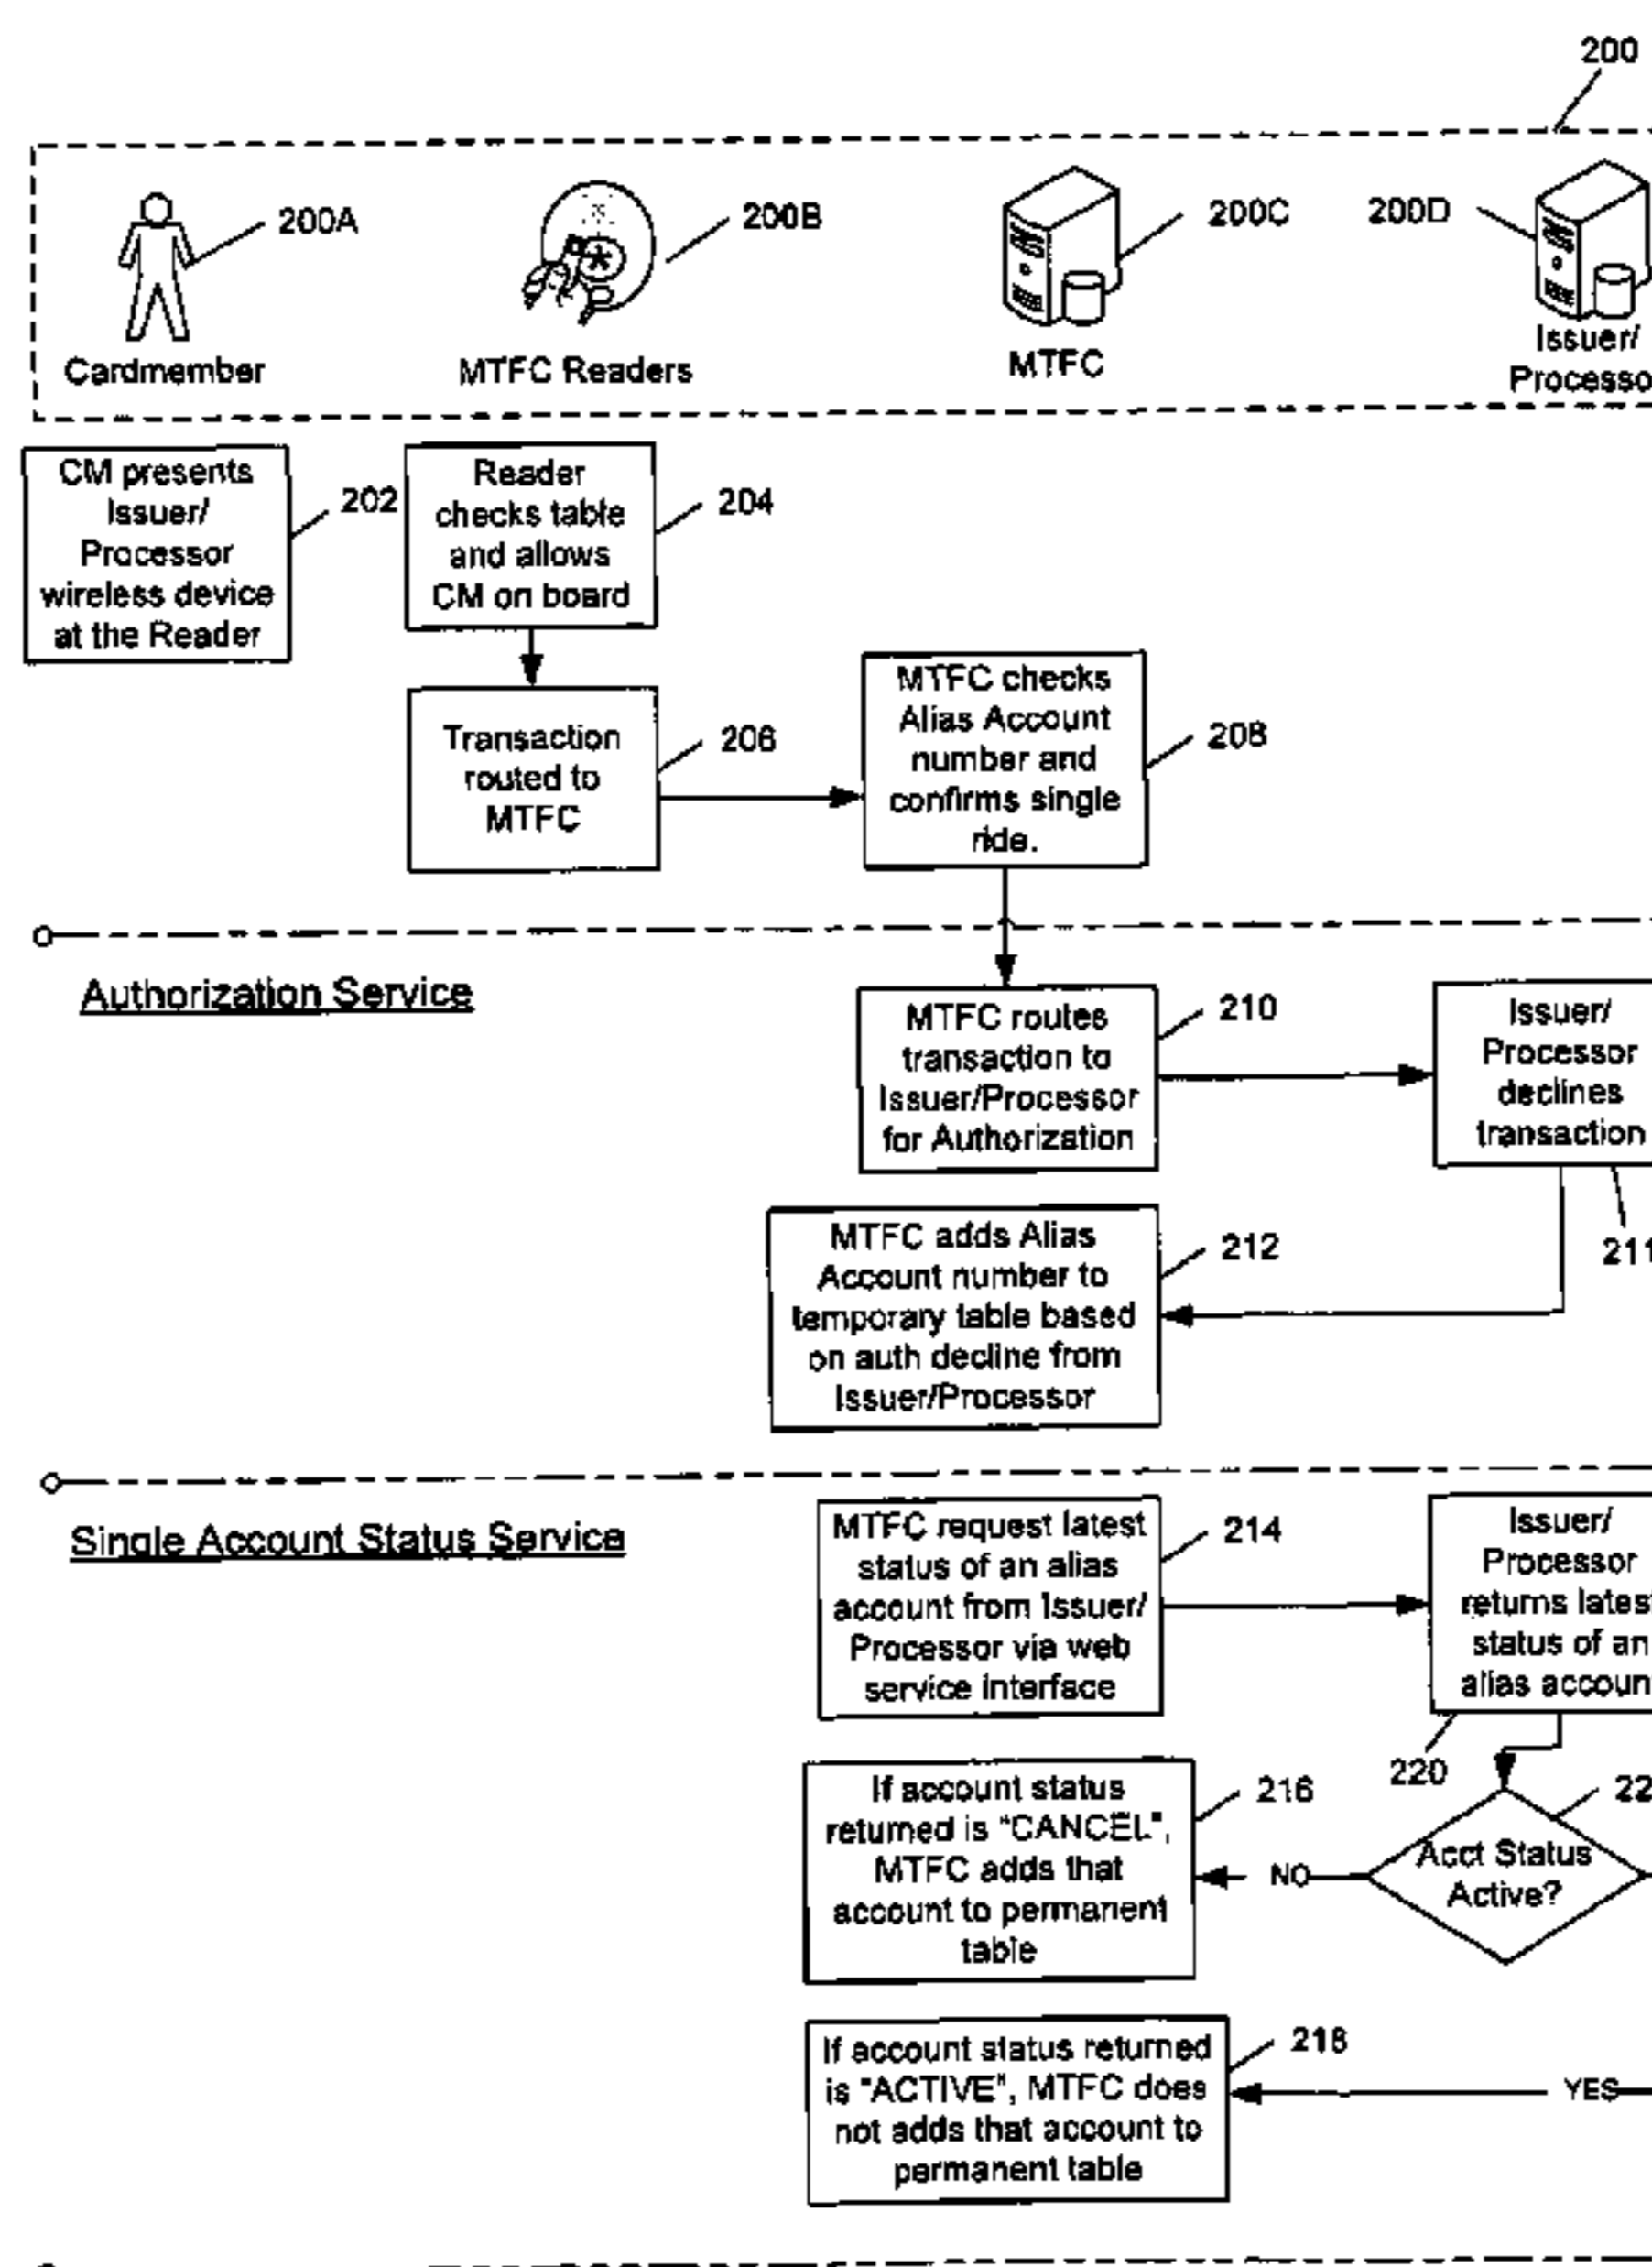 200
200A
200B
200C
200D
Cardmember
MTFC Readers
MTFC
Issuer/
CM presents
Issuer/
Processor
wireless device
at the Reader
202
Reader
checks table
and allows
CM on board
204
Transaction
routed to
MTFC
206
MTFC checks
Alias Account
number and
confirms single
ride.
208
Authorization Service
MTFC routes
transaction to
Issuer/Processor
for Authorization
210
Issuer/
Processor
declines
transaction
211
MTFC adds Alias
Account number to
temporary table based
on auth decline from
Issuer/Processor
212
Single Account Status Service
MTFC request latest
status of an alias
account from Issuer/
Processor via web
service interface
214
Issuer/
Processor
returns latest
status of an
alias
220
If account status
returned is "CANCEL",
MTFC adds that
account to permanent
table
216
Acct Status
Active?
NO
If account status returned
is "ACTIVE", MTFC does
not adds that account to
permanent table
218
YES